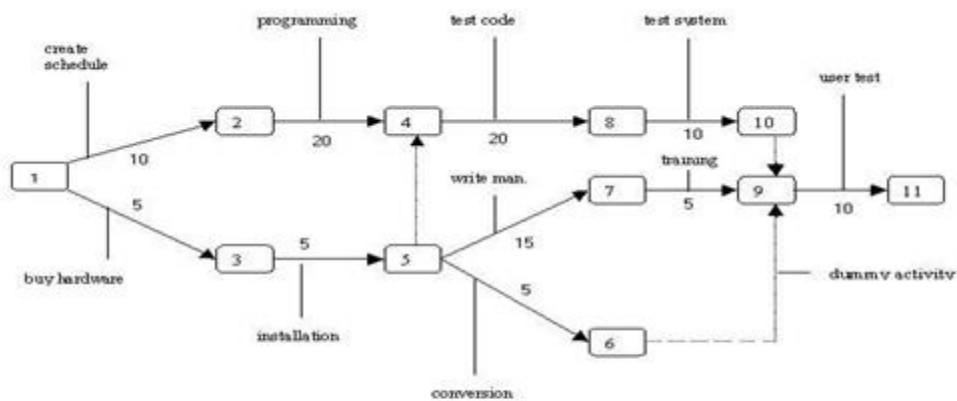 programming
test code
test system
create
schedule
user test
2
4
8
10
20
20
10
10
training
1
write man.
7
9
11
5
5
10
5
15
3
5
buy hardware
5
dummy activity
installation
6
conversion